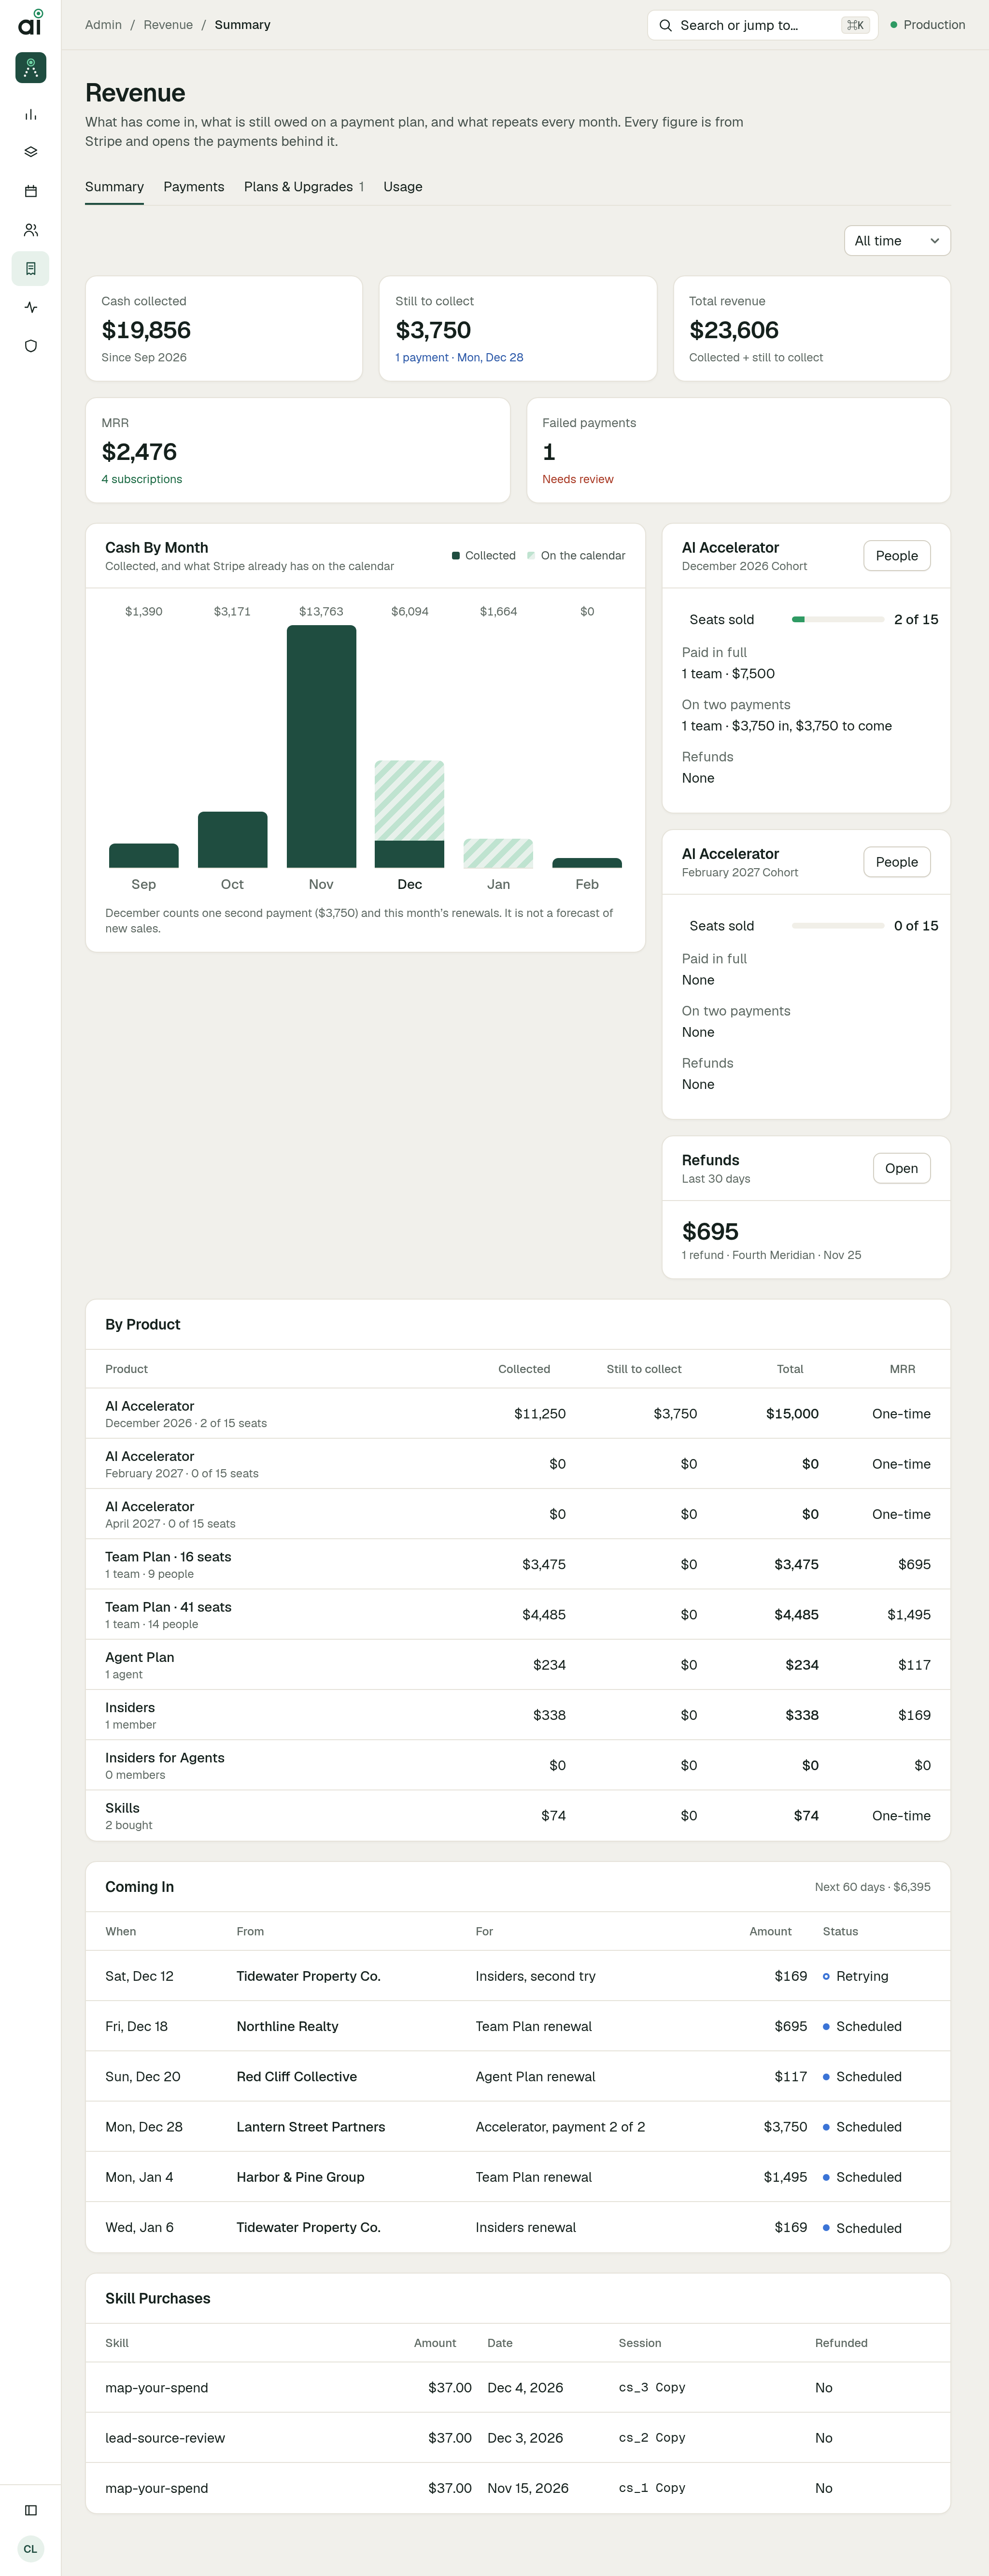 ai
Admin / Revenue / Summary
Search or jump to...
⌘K
Production
Revenue
What has come in, what is still owed on a payment plan, and what repeats every month. Every figure is from
Stripe and opens the payments behind it.
Summary
Payments
Plans & Upgrades 1
Usage
All time
Cash collected
$19,856
Since Sep 2026
Still to collect
$3,750
1 payment · Mon, Dec 28
Total revenue
$23,606
Collected + still to collect
MRR
$2,476
4 subscriptions
Failed payments
1
Needs review
Cash By Month
Collected, and what Stripe already has on the calendar
Collected
On the calendar
$1,390 $3,171 $13,763 $6,094 $1,664 $0
Sep Oct Nov Dec Jan Feb
December counts one second payment ($3,750) and this month's renewals. It is not a forecast of
new sales.
AI Accelerator
December 2026 Cohort
People
Seats sold 2 of 15
Paid in full
1 team · $7,500
On two payments
1 team · $3,750 in, $3,750 to come
Refunds
None
AI Accelerator
February 2027 Cohort
People
Seats sold 0 of 15
Paid in full
None
On two payments
None
Refunds
None
Refunds
Last 30 days
Open
$695
1 refund · Fourth Meridian · Nov 25
By Product
Product Collected Still to collect Total MRR
AI Accelerator
December 2026 · 2 of 15 seats
$11,250 $3,750 $15,000 One-time
AI Accelerator
February 2027 · 0 of 15 seats
$0 $0 $0 One-time
AI Accelerator
April 2027 · 0 of 15 seats
$0 $0 $0 One-time
Team Plan · 16 seats
1 team · 9 people
$3,475 $0 $3,475 $695
Team Plan · 41 seats
1 team · 14 people
$4,485 $0 $4,485 $1,495
Agent Plan
1 agent
$234 $0 $234 $117
Insiders
1 member
$338 $0 $338 $169
Insiders for Agents
0 members
$0 $0 $0 $0
Skills
2 bought
$74 $0 $74 One-time
Coming In
Next 60 days · $6,395
When From For Amount Status
Sat, Dec 12 Tidewater Property Co. Insiders, second try $169 Retrying
Fri, Dec 18 Northline Realty Team Plan renewal $695 Scheduled
Sun, Dec 20 Red Cliff Collective Agent Plan renewal $117 Scheduled
Mon, Dec 28 Lantern Street Partners Accelerator, payment 2 of 2 $3,750 Scheduled
Mon, Jan 4 Harbor & Pine Group Team Plan renewal $1,495 Scheduled
Wed, Jan 6 Tidewater Property Co. Insiders renewal $169 Scheduled
Skill Purchases
Skill Amount Date Session Refunded
map-your-spend $37.00 Dec 4, 2026 cs_3 Copy No
lead-source-review $37.00 Dec 3, 2026 cs_2 Copy No
map-your-spend $37.00 Nov 15, 2026 cs_1 Copy No
CL